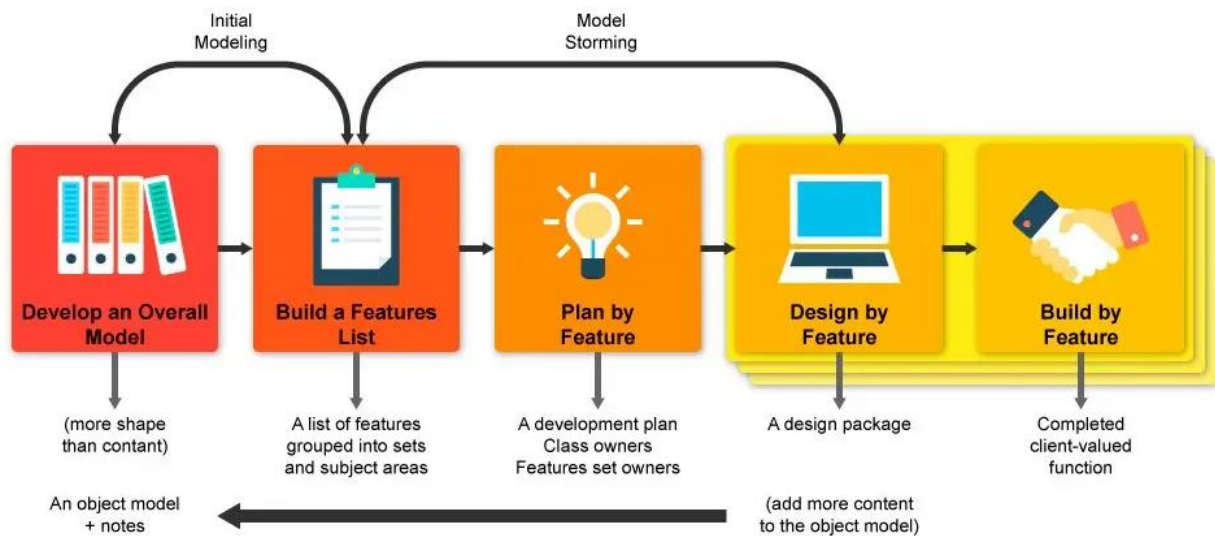 Initial
Modeling
Model
Storming
Develop an Overall
Model
Build a Features
List
Plan by
Feature
Design by
Feature
Build by
Feature
(more shape
than contant)
A list of features
grouped into sets
and subject areas
A development plan
Class owners
Features set owners
A design package
Completed
client-valued
function
An object model
+ notes
(add more content
to the object model)